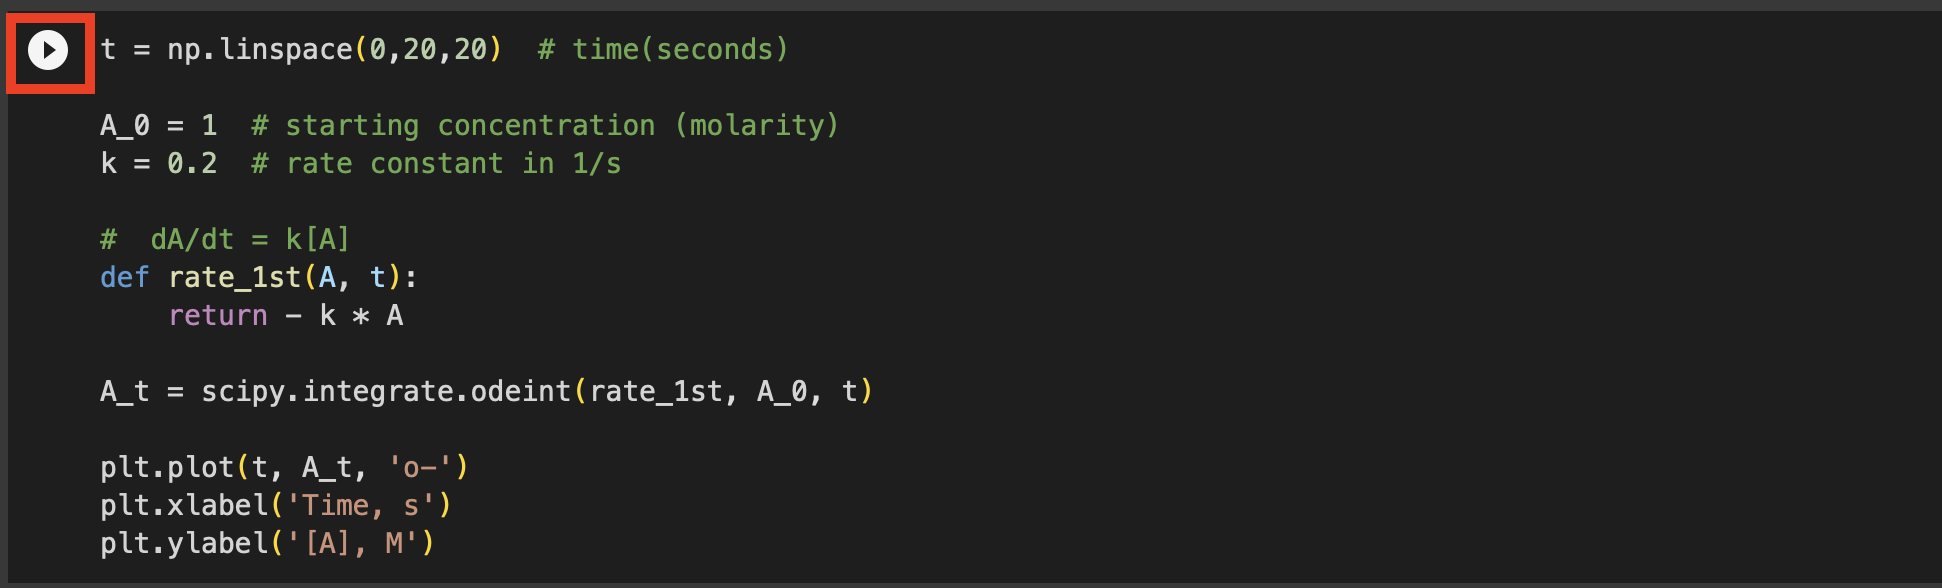 t = np.linspace(0,20,20)  # time(seconds)
A_0 = 1  # starting concentration (molarity)
k = 0.2  # rate constant in 1/s
#  dA/dt = k[A]
def rate_1st(A, t):
    return - k * A
A_t = scipy.integrate.odeint(rate_1st, A_0, t)
plt.plot(t, A_t, 'o-')
plt.xlabel('Time, s')
plt.ylabel('[A], M')